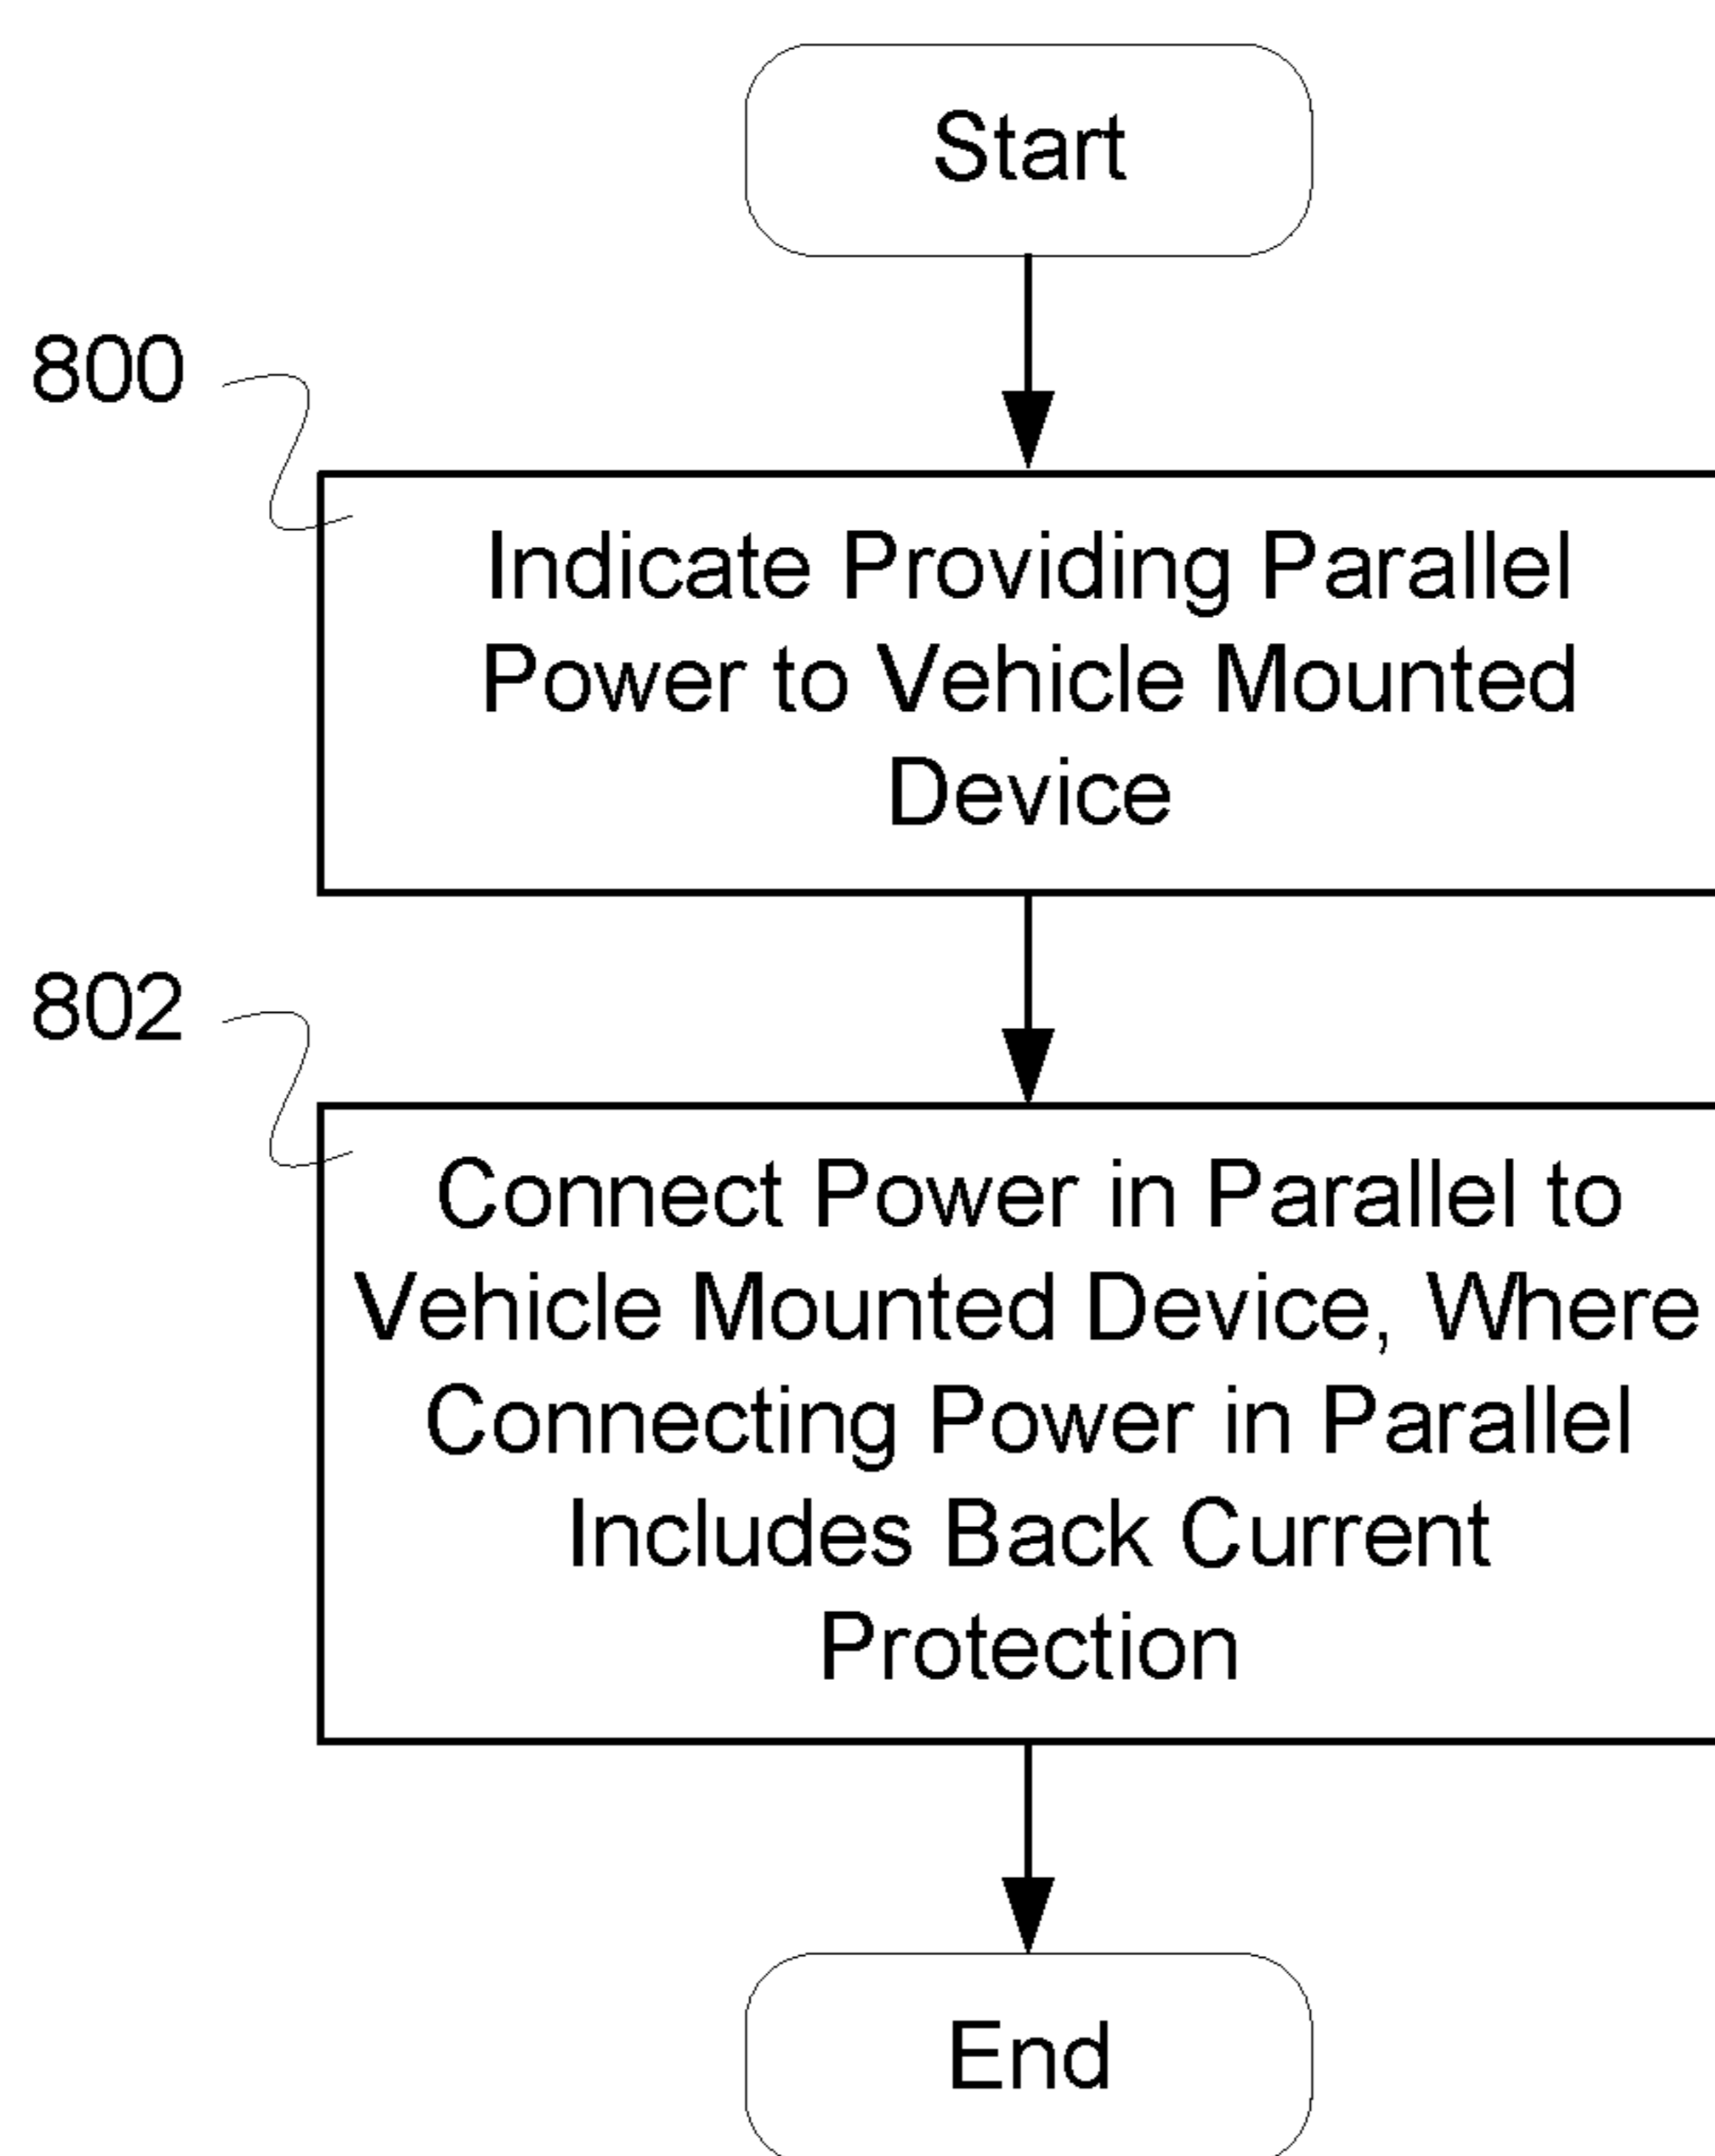 Start
800
Indicate Providing Parallel
Power to Vehicle Mounted
Device
802
Connect Power in Parallel to
Vehicle Mounted Device, Where
Connecting Power in Parallel
Includes Back Current
Protection
End